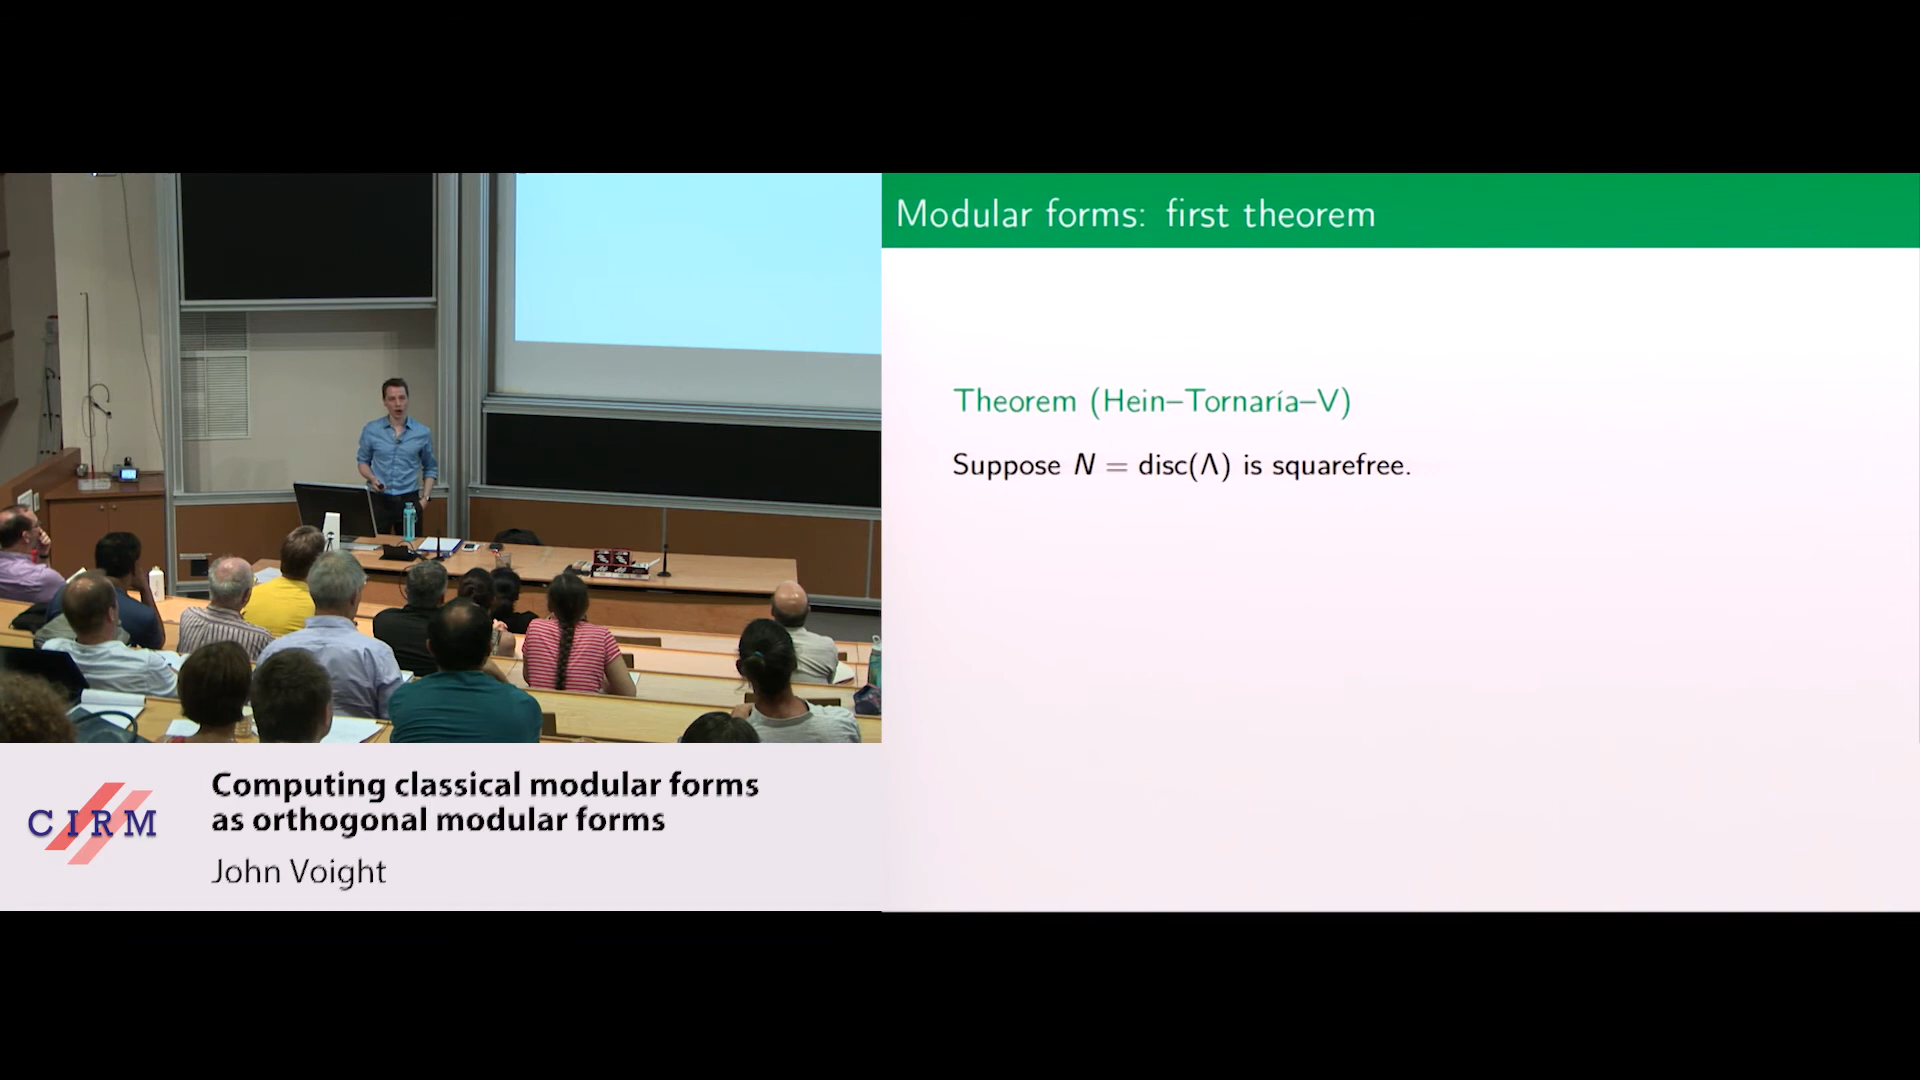 Modular forms: first theorem
Theorem (Hein–Tornaría–V)
Suppose N = disc(Λ) is squarefree.
CIRM
Computing classical modular forms
as orthogonal modular forms
John Voight